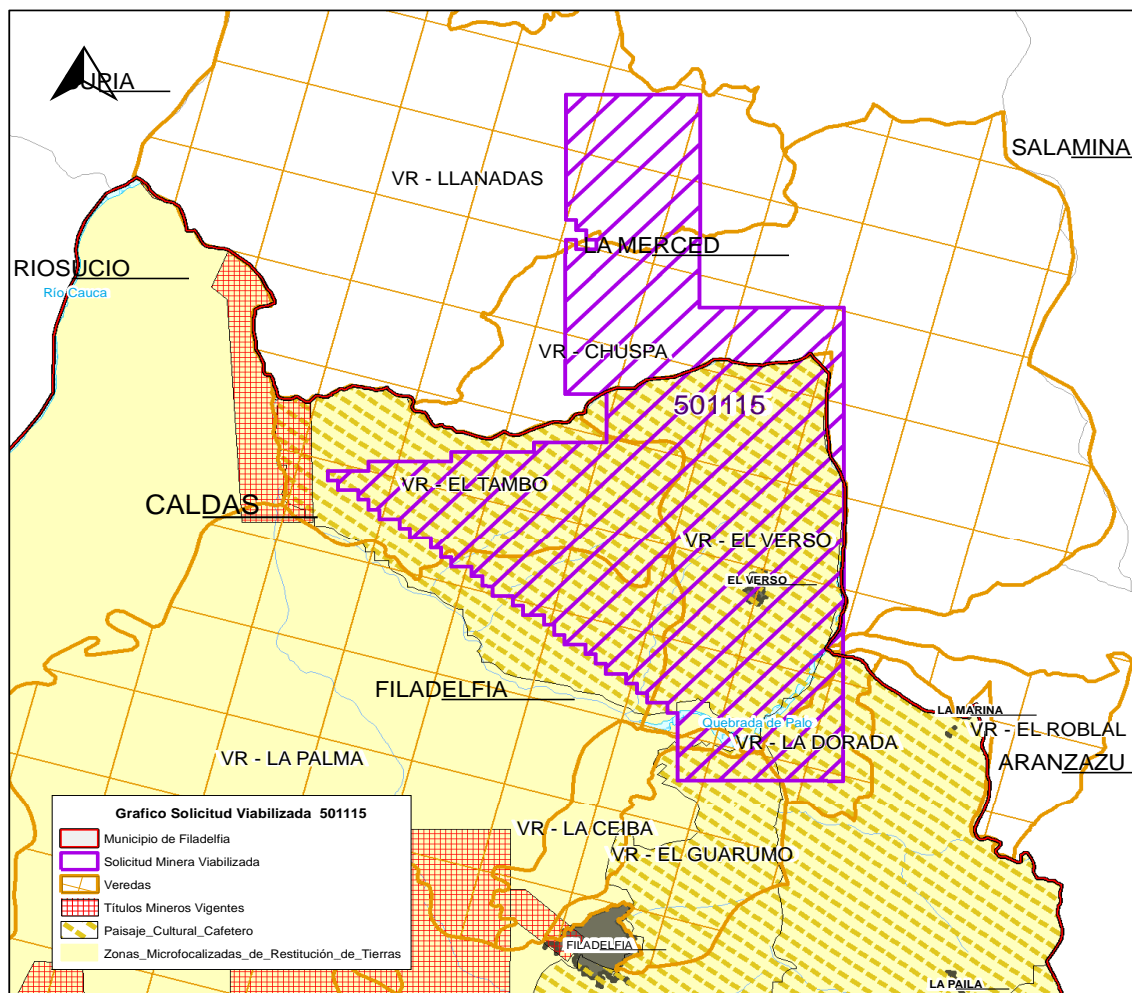 UPIA
SALAMINA
VR - LLANADAS
LA MERCED
RIOSUCIO
Río Cauca
VR - CHUSPA
501115
VR - EL TAMBO
CALDAS
VR - EL VERSO
EL VERSO
FILADELFIA
LA MARINA
Quebrada de Palo
VR - EL ROBLAL
VR - LA DORADA
VR - LA PALMA
ARANZAZU
Grafico Solicitud Viabilizada 501115
Municipio de Filadelfia
Solicitud Minera Viabilizada
Veredas
Títulos Mineros Vigentes
Paisaje_Cultural_Cafetero
Zonas_Microfocalizadas_de_Restitución_de_Tierras
VR - LA CEIBA
VR - EL GUARUMO
FILADELFIA
LA PAILA